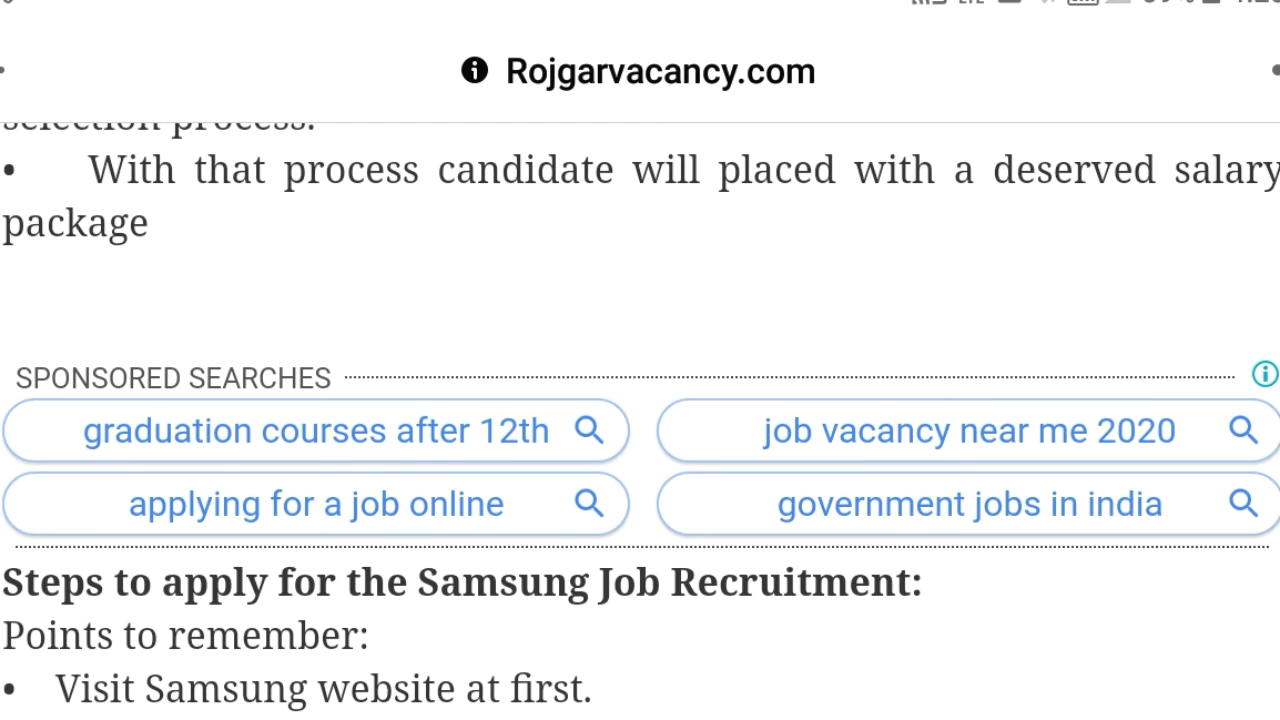 Rojgarvacancy.com
selection process.
• With that process candidate will placed with a deserved salary
package
SPONSORED SEARCHES
graduation courses after 12th
job vacancy near me 2020
applying for a job online
government jobs in india
Steps to apply for the Samsung Job Recruitment:
Points to remember:
• Visit Samsung website at first.